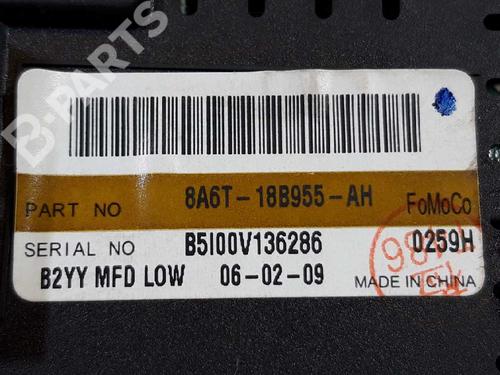 B-PARTS
PART NO 8A6T-18B955-AH FoMoCo
SERIAL NO B5I00V136286 0259H
B2YY MFD LOW 06-02-09 MADE IN CHINA